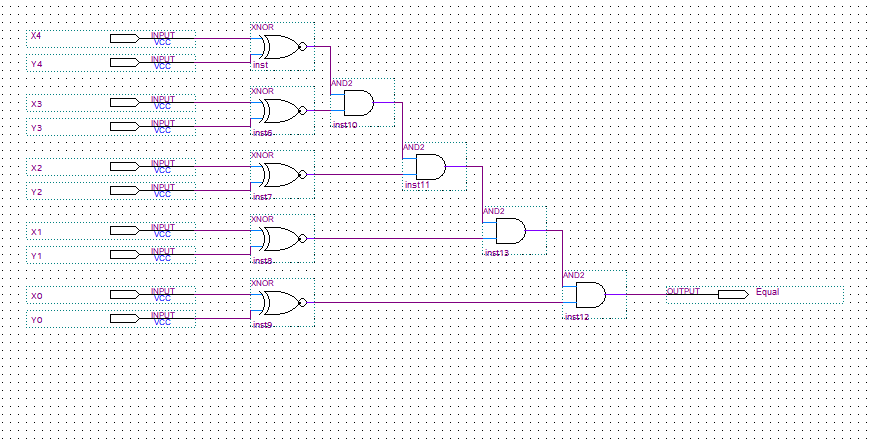 XNOR
X4 INPUT
VCC
Y4 INPUT
VCC
inst
AND2
XNOR
X3 INPUT
VCC
Y3 INPUT
VCC
inst6
inst10
AND2
XNOR
X2 INPUT
VCC
Y2 INPUT
VCC
inst7
inst11
AND2
XNOR
X1 INPUT
VCC
Y1 INPUT
VCC
inst8
inst13
AND2
XNOR
X0 INPUT
VCC
OUTPUT Equal
Y0 INPUT
VCC
inst9
inst12